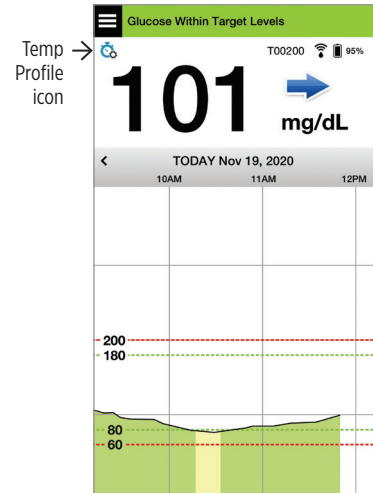 Glucose Within Target Levels
Temp
Profile
icon
T00200 95%
101
mg/dL
TODAY Nov 19, 2020
10AM 11AM 12PM
200
180
80
60